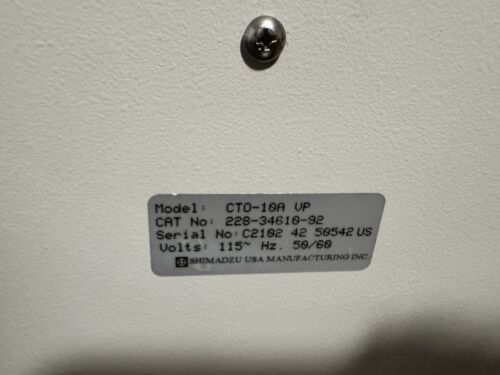 Model: CTO-10A VP
CAT No: 228-34610-92
Serial No: C2102 42 50542 US
Volts: 115~ Hz. 50/60
SHIMADZU USA MANUFACTURING INC.